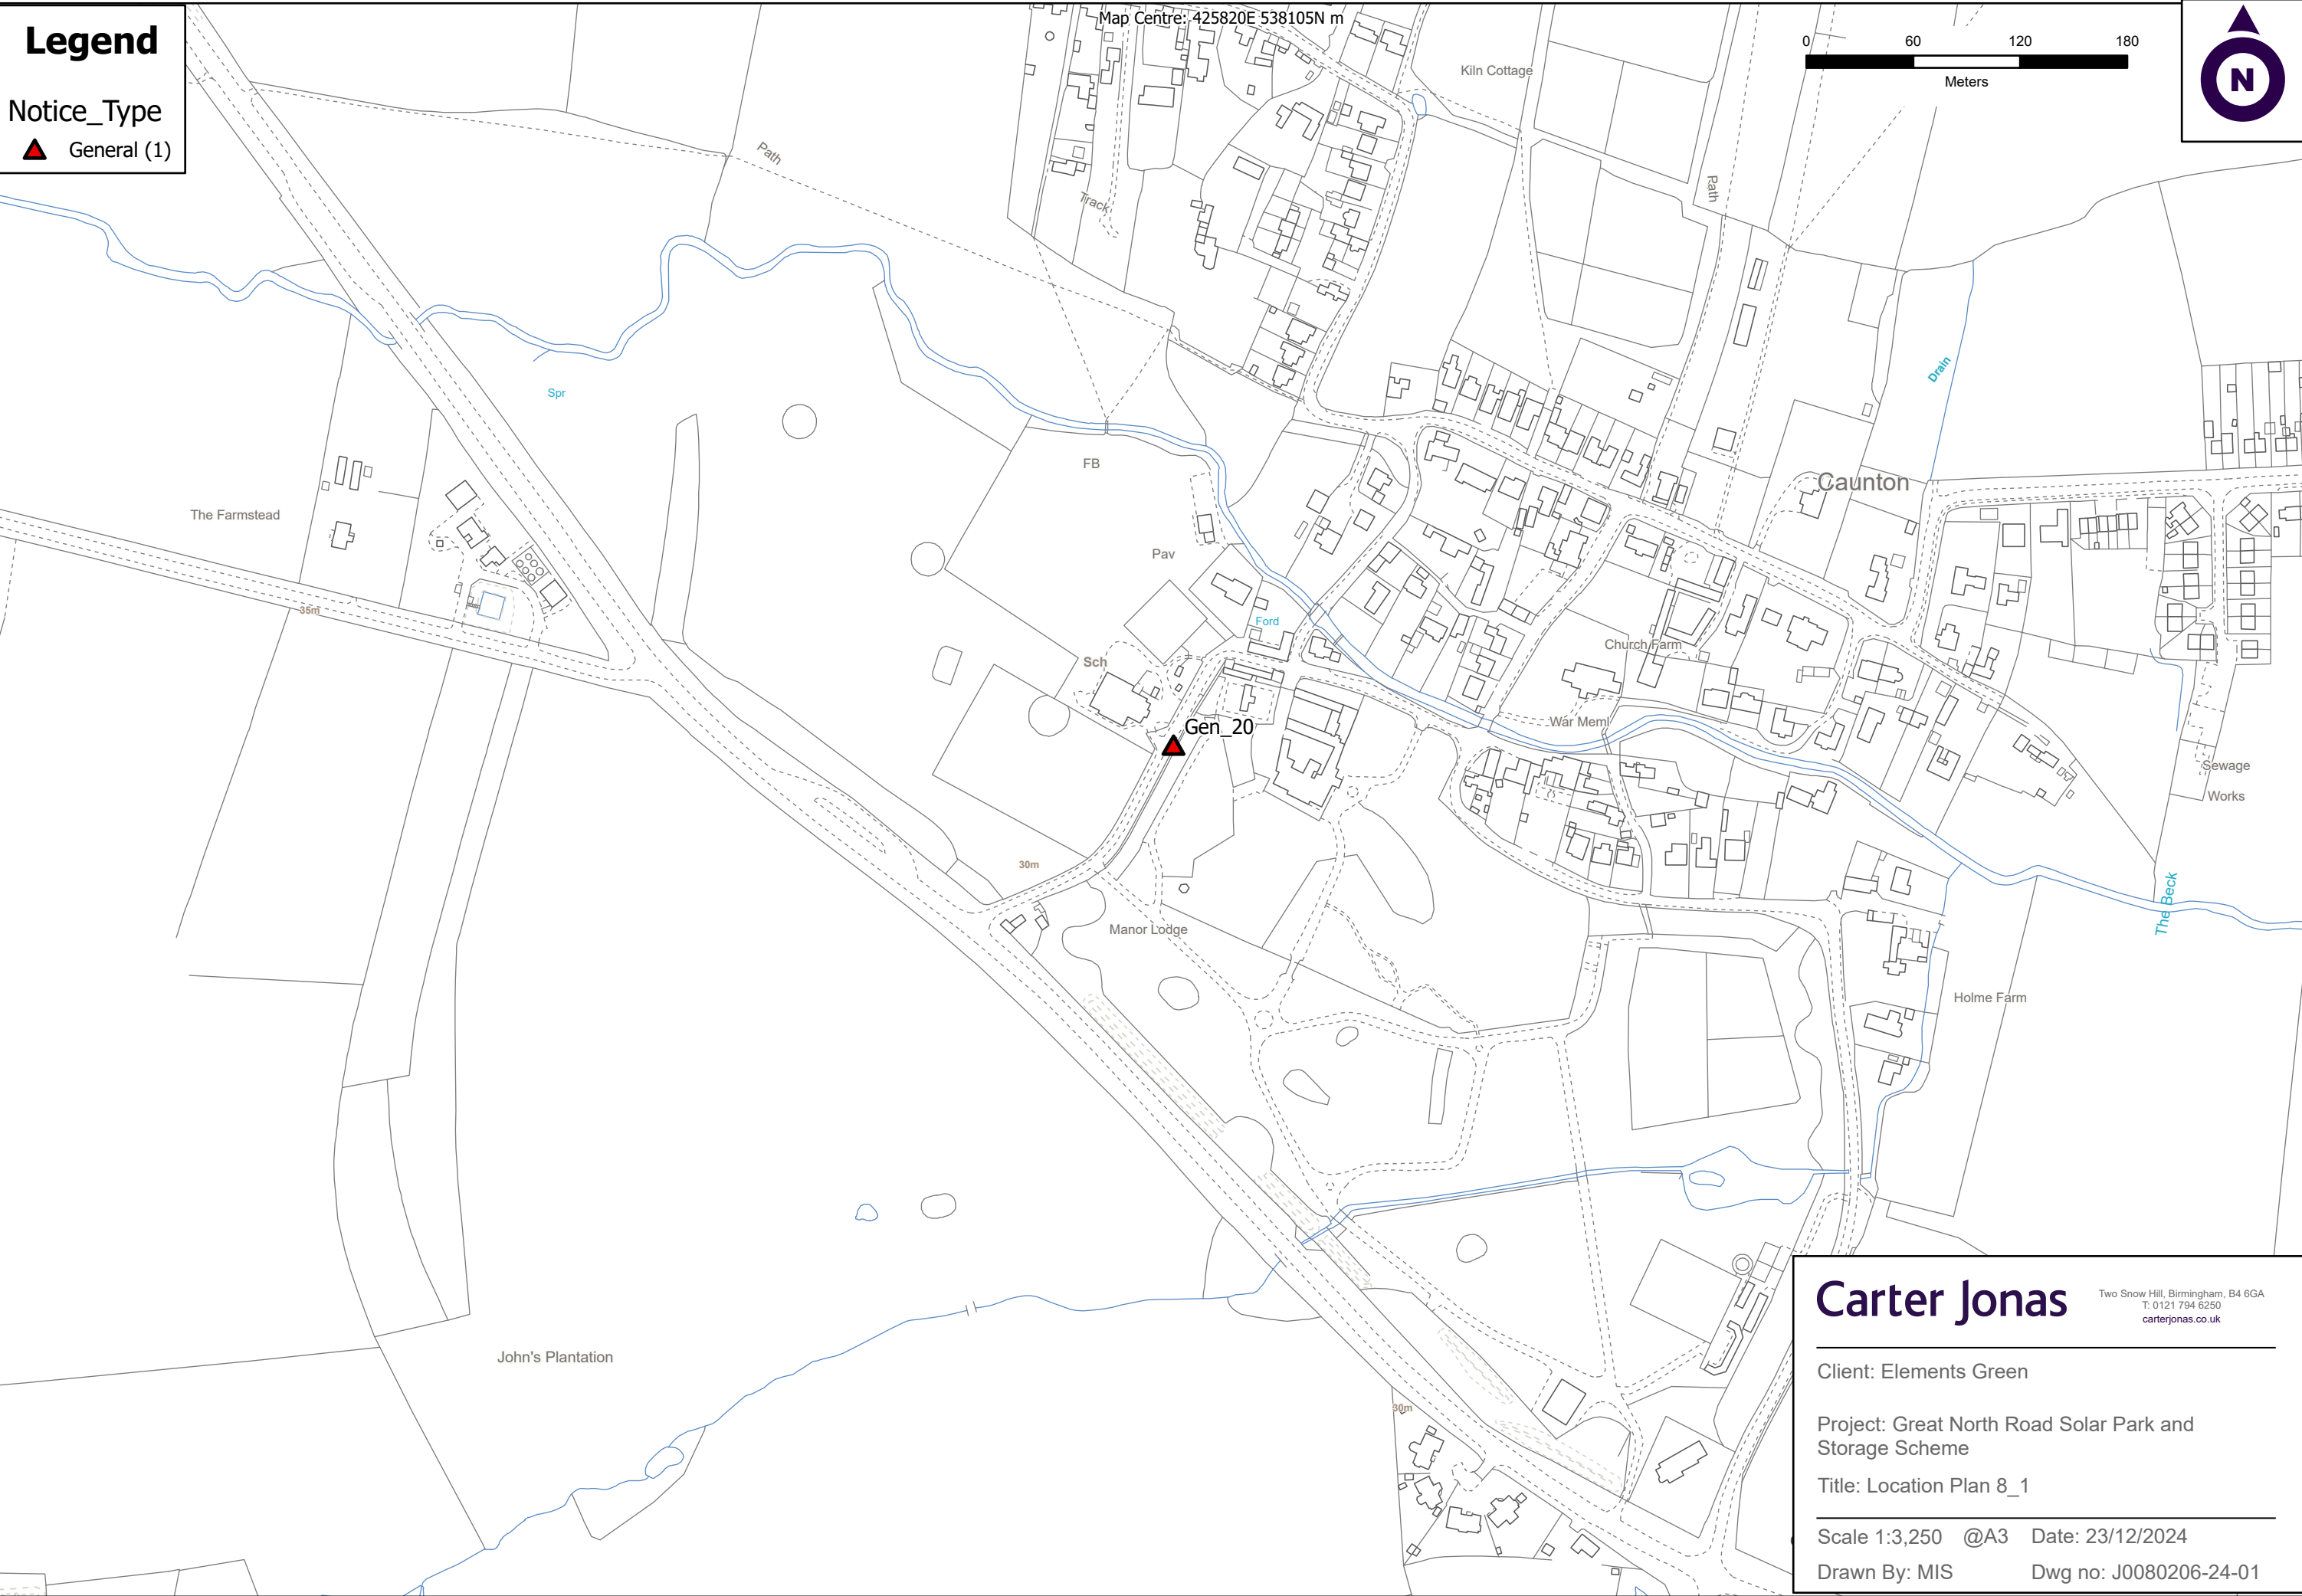 Legend
Notice_Type
General (1)
Map Centre: 425820E 538105N m
0 60 120 180
Meters
N
Kiln Cottage
Path
Path
Track
Drain
Spr
FB
Caunton
The Farmstead
Pav
35m
Ford
Sch
Church Farm
Gen_20
War Meml
Sewage
Works
30m
The Beck
Manor Lodge
Holme Farm
John's Plantation
30m
Carter Jonas
Two Snow Hill, Birmingham, B4 6GA
T: 0121 794 6250
carterjonas.co.uk
Client: Elements Green
Project: Great North Road Solar Park and
Storage Scheme
Title: Location Plan 8_1
Scale 1:3,250 @A3 Date: 23/12/2024
Drawn By: MIS Dwg no: J0080206-24-01